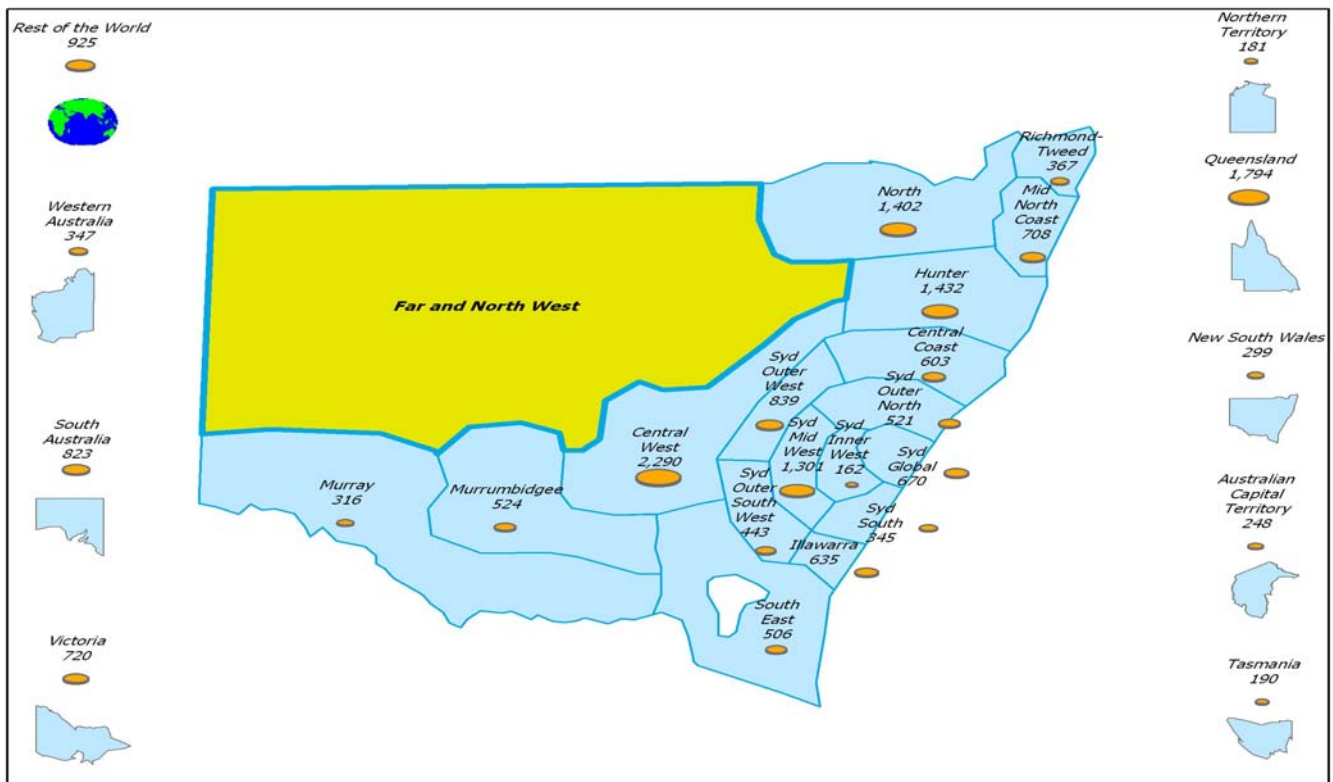 Rest of the World
925
Western
Australia
347
South
Australia
823
Victoria
720
Far and North West
Richmond-
Tweed
367
North
1,402
Mid
North
Coast
708
Hunter
1,432
Central
Coast
603
Syd
Outer
West
839
Syd
Outer
North
521
Central
West
2,290
Syd
Mid
West
1,301
Syd
Inner
West
162
Syd
Global
670
Murray
316
Murrumbidgee
524
Syd
Outer
South
West
443
Syd
South
345
Illawarra
635
South
East
506
Northern
Territory
181
Queensland
1,794
New South Wales
299
Australian
Capital
Territory
248
Tasmania
190